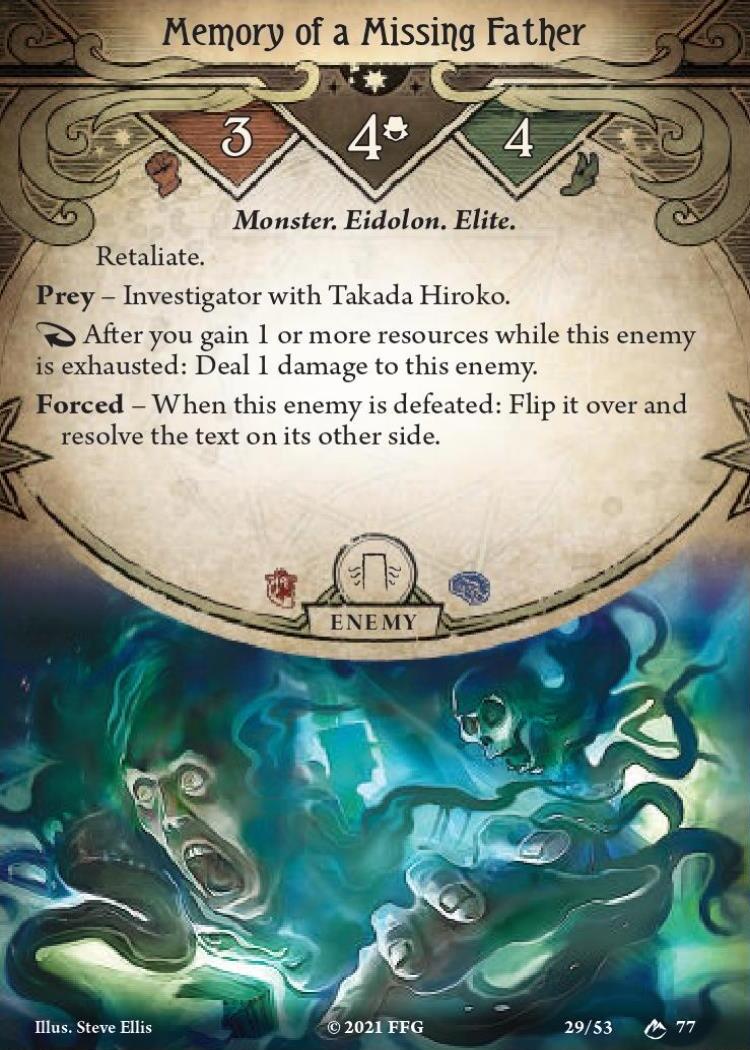 Memory of a Missing Father
3 4 4
Monster. Eidolon. Elite.
Retaliate.
Prey – Investigator with Takada Hiroko.
After you gain 1 or more resources while this enemy
is exhausted: Deal 1 damage to this enemy.
Forced – When this enemy is defeated: Flip it over and
resolve the text on its other side.
ENEMY
Illus. Steve Ellis © 2021 FFG 29/53 77